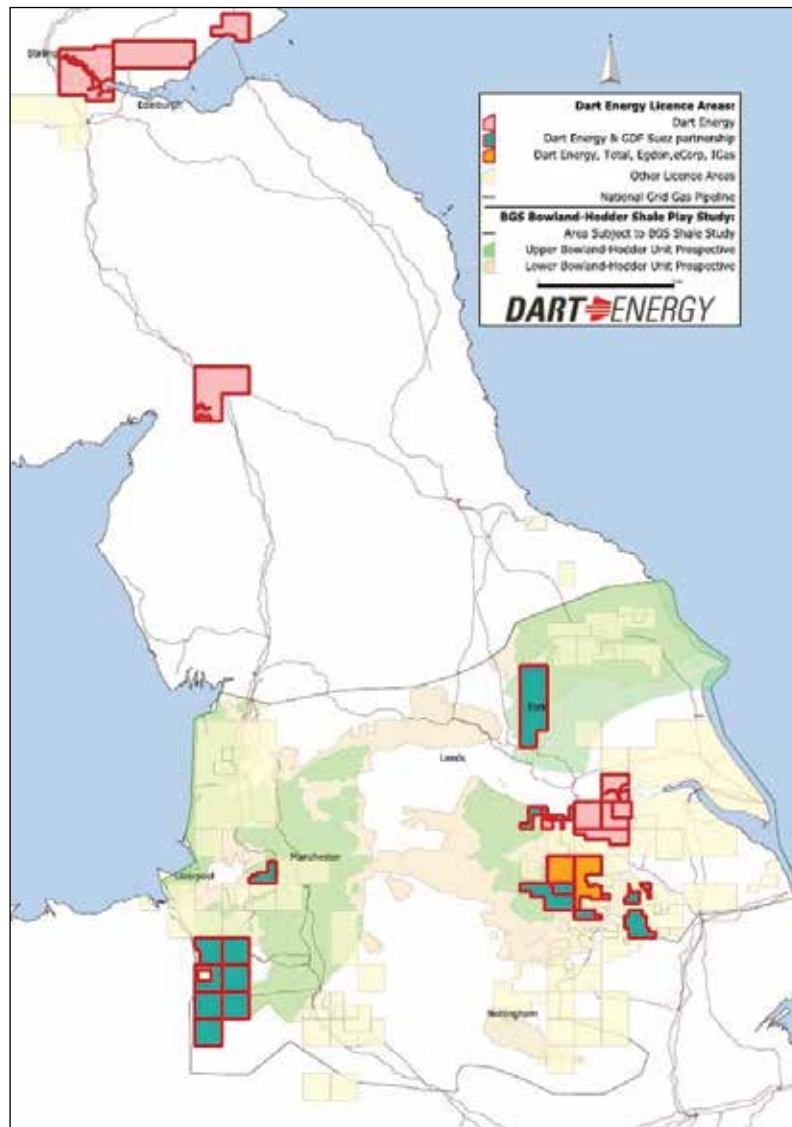 Stirling
Edinburgh
Dart Energy Licence Areas:
Dart Energy
Dart Energy & GDF Suez partnership
Dart Energy, Total, Egdon,eCorp, IGas
Other Licence Areas
National Grid Gas Pipeline
BGS Bowland-Hodder Shale Play Study:
Area Subject to BGS Shale Study
Upper Bowland-Hodder Unit Prospective
Lower Bowland-Hodder Unit Prospective
DART ENERGY
York
Leeds
Manchester
Liverpool
Nottingham